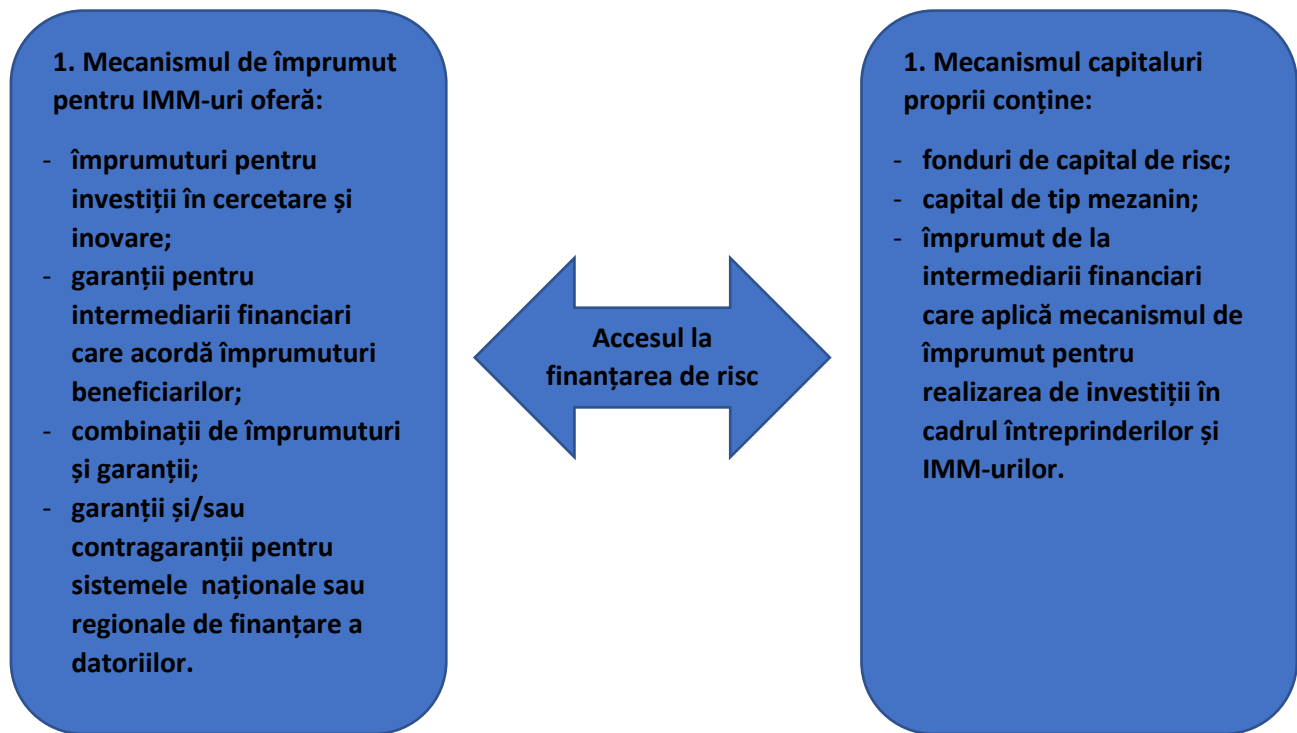 1. Mecanismul de împrumut
pentru IMM-uri oferă:
- împrumuturi pentru
investiții în cercetare și
inovare;
- garanții pentru
intermediarii financiari
care acordă împrumuturi
beneficiarilor;
- combinații de împrumuturi
și garanții;
- garanții și/sau
contragaranții pentru
sistemele naționale sau
regionale de finanțare a
datoriilor.
Accesul la
finanțarea de risc
1. Mecanismul capitaluri
proprii conține:
- fonduri de capital de risc;
- capital de tip mezanin;
- împrumut de la
intermediarii financiari
care aplică mecanismul de
împrumut pentru
realizarea de investiții în
cadrul întreprinderilor și
IMM-urilor.